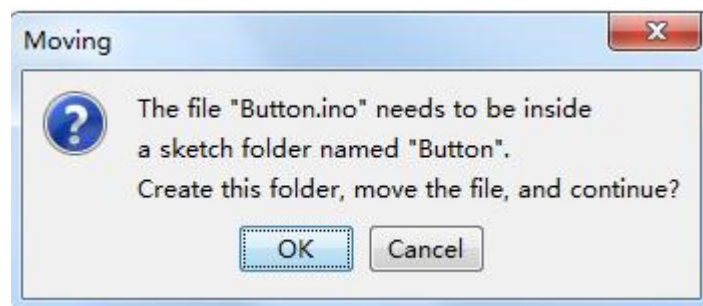 Moving
The file "Button.ino" needs to be inside
a sketch folder named "Button".
Create this folder, move the file, and continue?
OK
Cancel